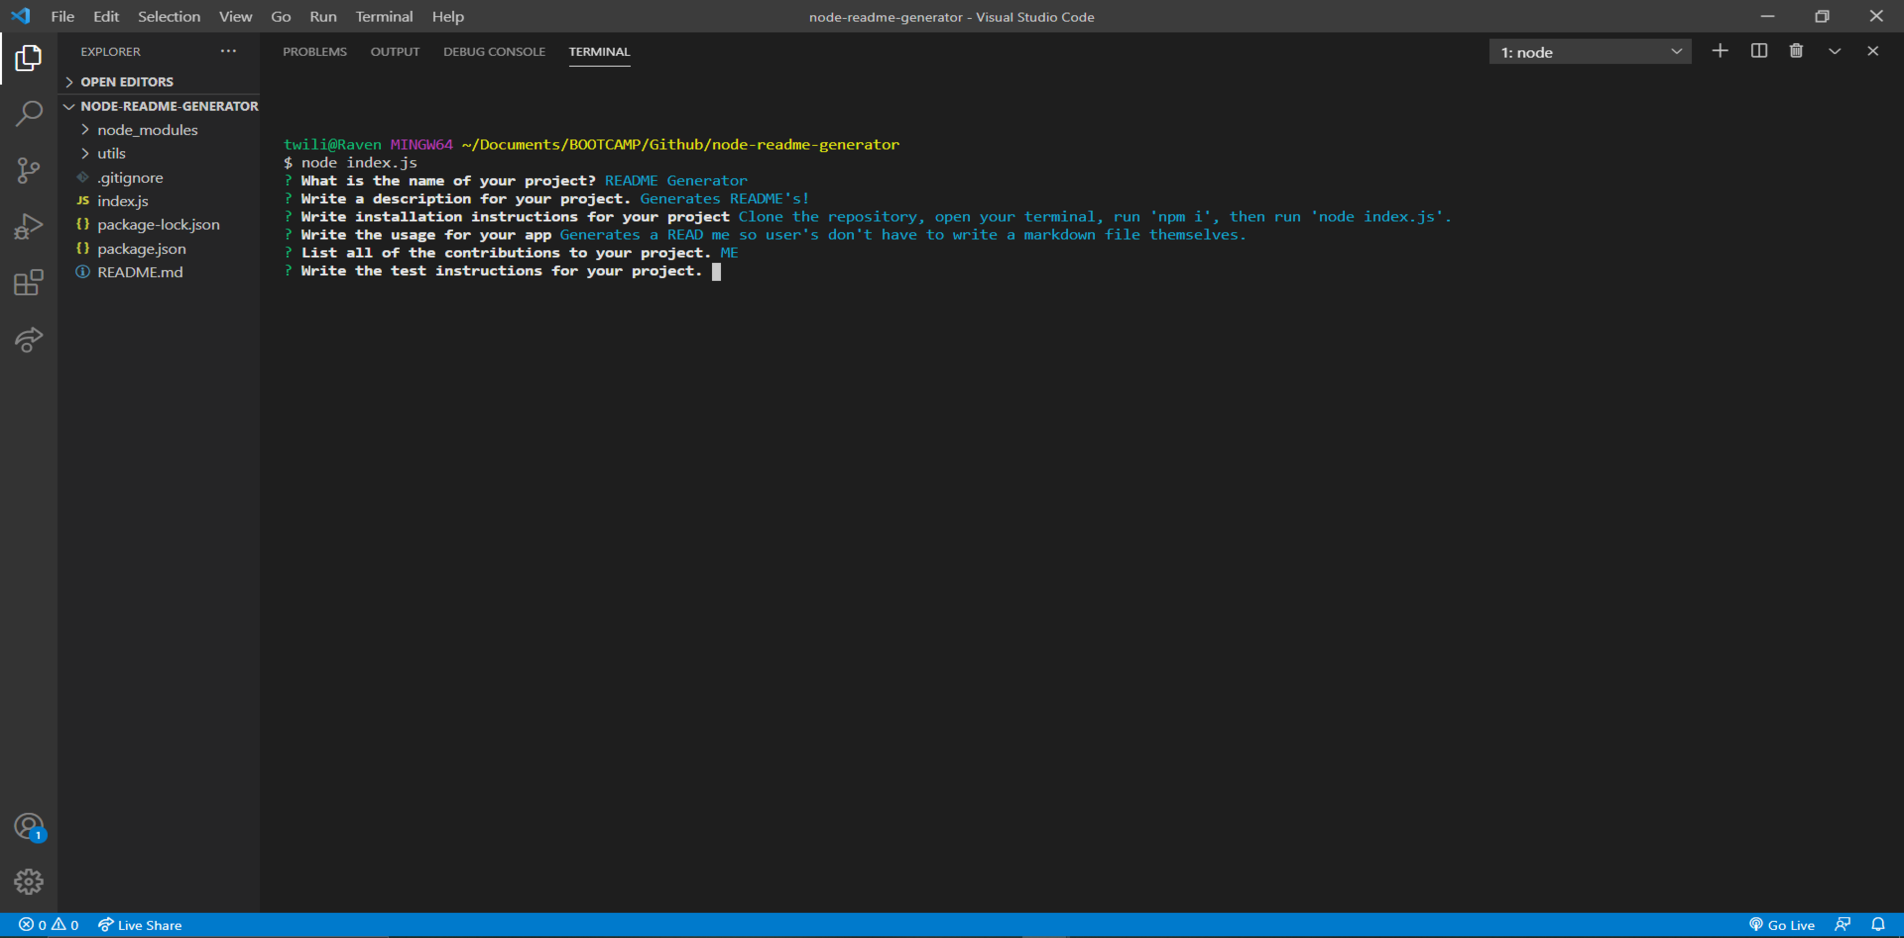 File Edit Selection View Go Run Terminal Help
node-readme-generator - Visual Studio Code
EXPLORER ···
OPEN EDITORS
NODE-README-GENERATOR
node_modules
utils
.gitignore
JS index.js
{} package-lock.json
{} package.json
README.md
PROBLEMS OUTPUT DEBUG CONSOLE TERMINAL
1: node
twili@Raven MINGW64 ~/Documents/BOOTCAMP/Github/node-readme-generator
$ node index.js
? What is the name of your project? README Generator
? Write a description for your project. Generates README's!
? Write installation instructions for your project Clone the repository, open your terminal, run 'npm i', then run 'node index.js'.
? Write the usage for your app Generates a READ me so user's don't have to write a markdown file themselves.
? List all of the contributions to your project. ME
? Write the test instructions for your project.
1
0 0 Live Share
Go Live